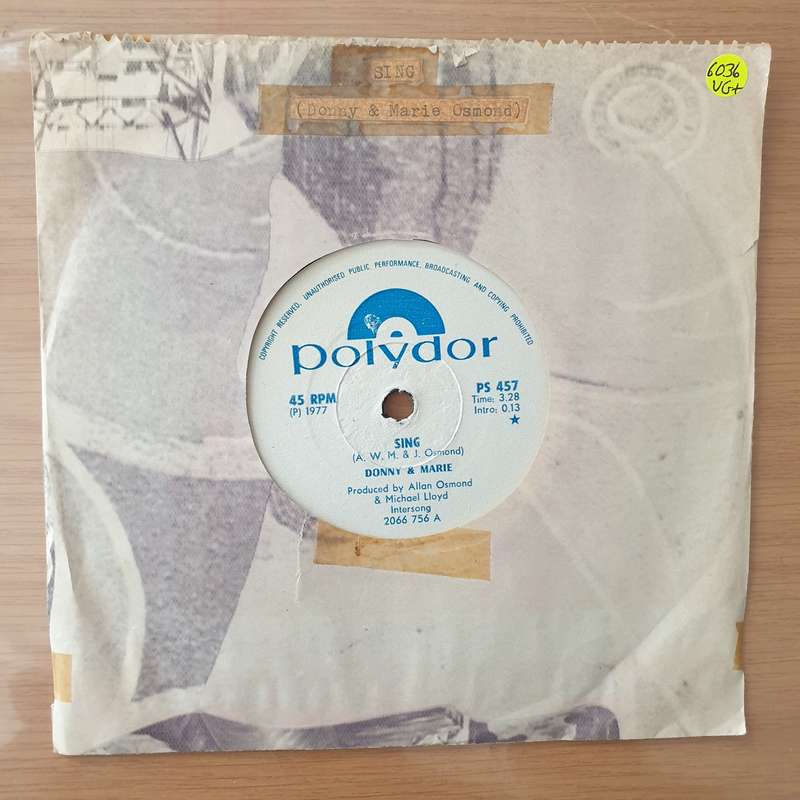 SING
(Donny & Marie Osmond)
6036
VG+
COPYRIGHT RESERVED, UNAUTHORISED PUBLIC PERFORMANCE, BROADCASTING AND COPYING PROHIBITED
polydor
45 RPM
(P) 1977
PS 457
Time: 3.28
Intro: 0.13
SING
(A. W. M. & J. Osmond)
DONNY & MARIE
Produced by Allan Osmond
& Michael Lloyd
Intersong
2066 756 A